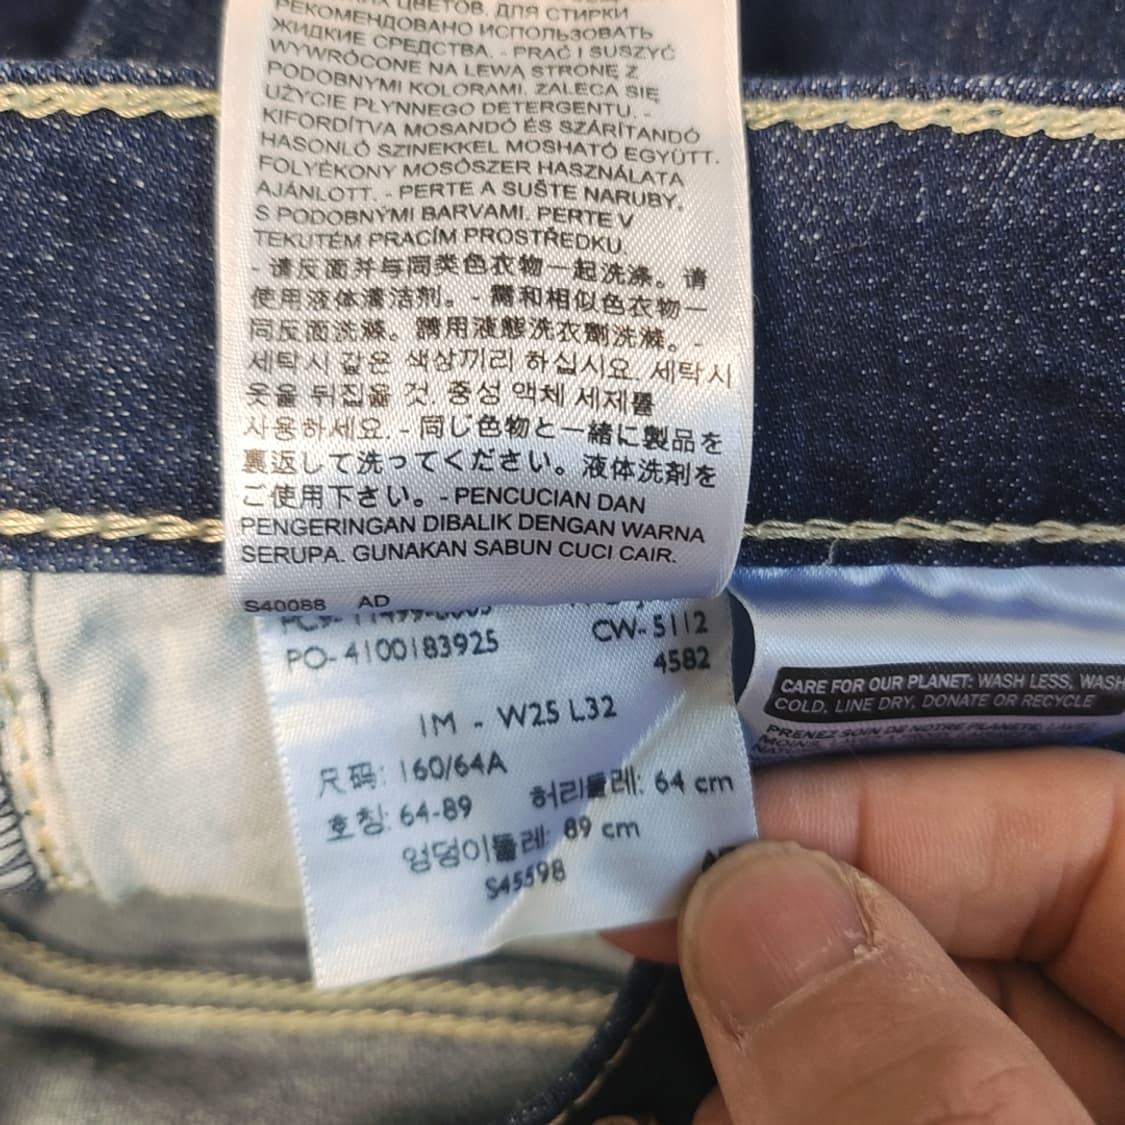 ЦВЕТОВ. ДЛЯ СТИРКИ
РЕКОМЕНДОВАНО ИСПОЛЬЗОВАТЬ
ЖИДКИЕ СРЕДСТВА. - PRAĆ I SUSZYĆ
WYWRÓCONE NA LEWĄ STRONĘ Z
PODOBNYMI KOLORAMI. ZALECA SIĘ
UŻYCIE PŁYNNEGO DETERGENTU. -
KIFORDÍTVA MOSANDÓ ÉS SZÁRÍTANDÓ
HASONLÓ SZINEKKEL MOSHATÓ EGYÜTT.
FOLYÉKONY MOSÓSZER HASZNÁLATA
AJÁNLOTT. - PERTE A SUŠTE NARUBY,
S PODOBNÝMI BARVAMI. PERTE V
TEKUTÉM PRACÍM PROSTŘEDKU.
- 请反面并与同类色衣物一起洗涤。请
使用液体清洁剂。- 需和相似色衣物一
同反面洗滌。請用液態洗衣劑洗滌。-
세탁시 같은 색상끼리 하십시요. 세탁시
옷을 뒤집을 것. 중성 액체 세제를
사용하세요. - 同じ色物と一緒に製品を
裏返して洗ってください。液体洗剤を
ご使用下さい。- PENCUCIAN DAN
PENGERINGAN DIBALIK DENGAN WARNA
SERUPA. GUNAKAN SABUN CUCI CAIR.
S40088 AD
PO- 4100183925 CW- 5112
4582
1M - W25 L32
尺码: 160/64A
호칭: 64-89 허리둘레: 64 cm
엉덩이둘레: 89 cm
S45598
CARE FOR OUR PLANET: WASH LESS, WASH
COLD, LINE DRY, DONATE OR RECYCLE
PRENEZ SOIN DE NOTRE PLANETE